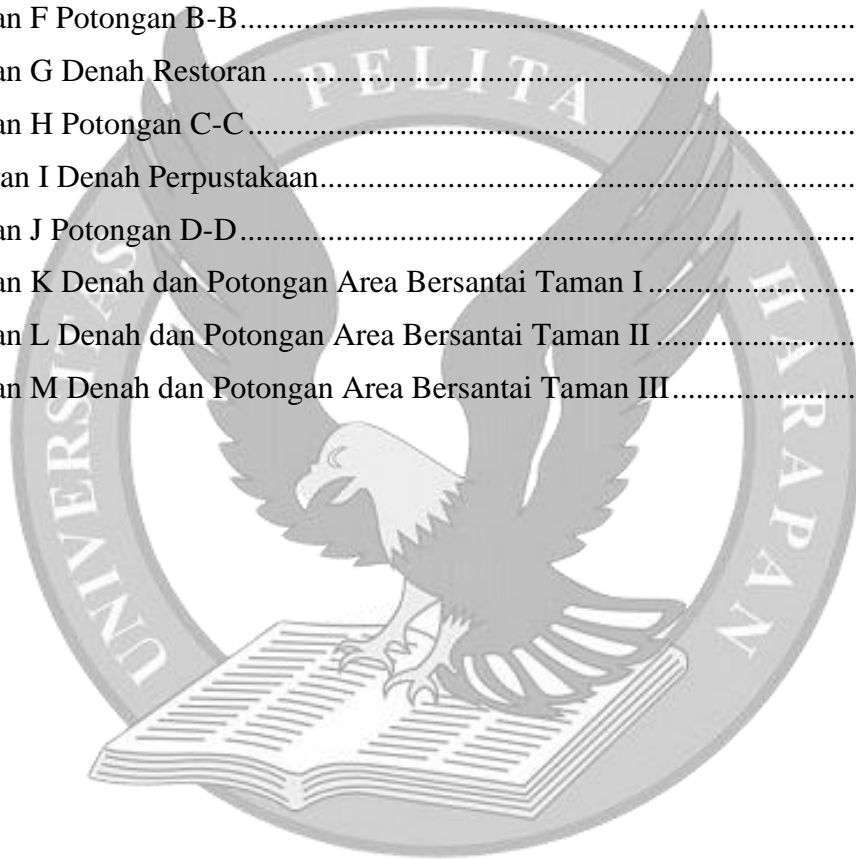 an F Potongan B-B....................................................................
an G Denah Restoran................................................................
an H Potongan C-C...................................................................
ran I Denah Perpustakaan..........................................................
an J Potongan D-D....................................................................
an K Denah dan Potongan Area Bersantai Taman I.........................
an L Denah dan Potongan Area Bersantai Taman II........................
an M Denah dan Potongan Area Bersantai Taman III......................
UNIVERSITAS PELITA HARAPAN